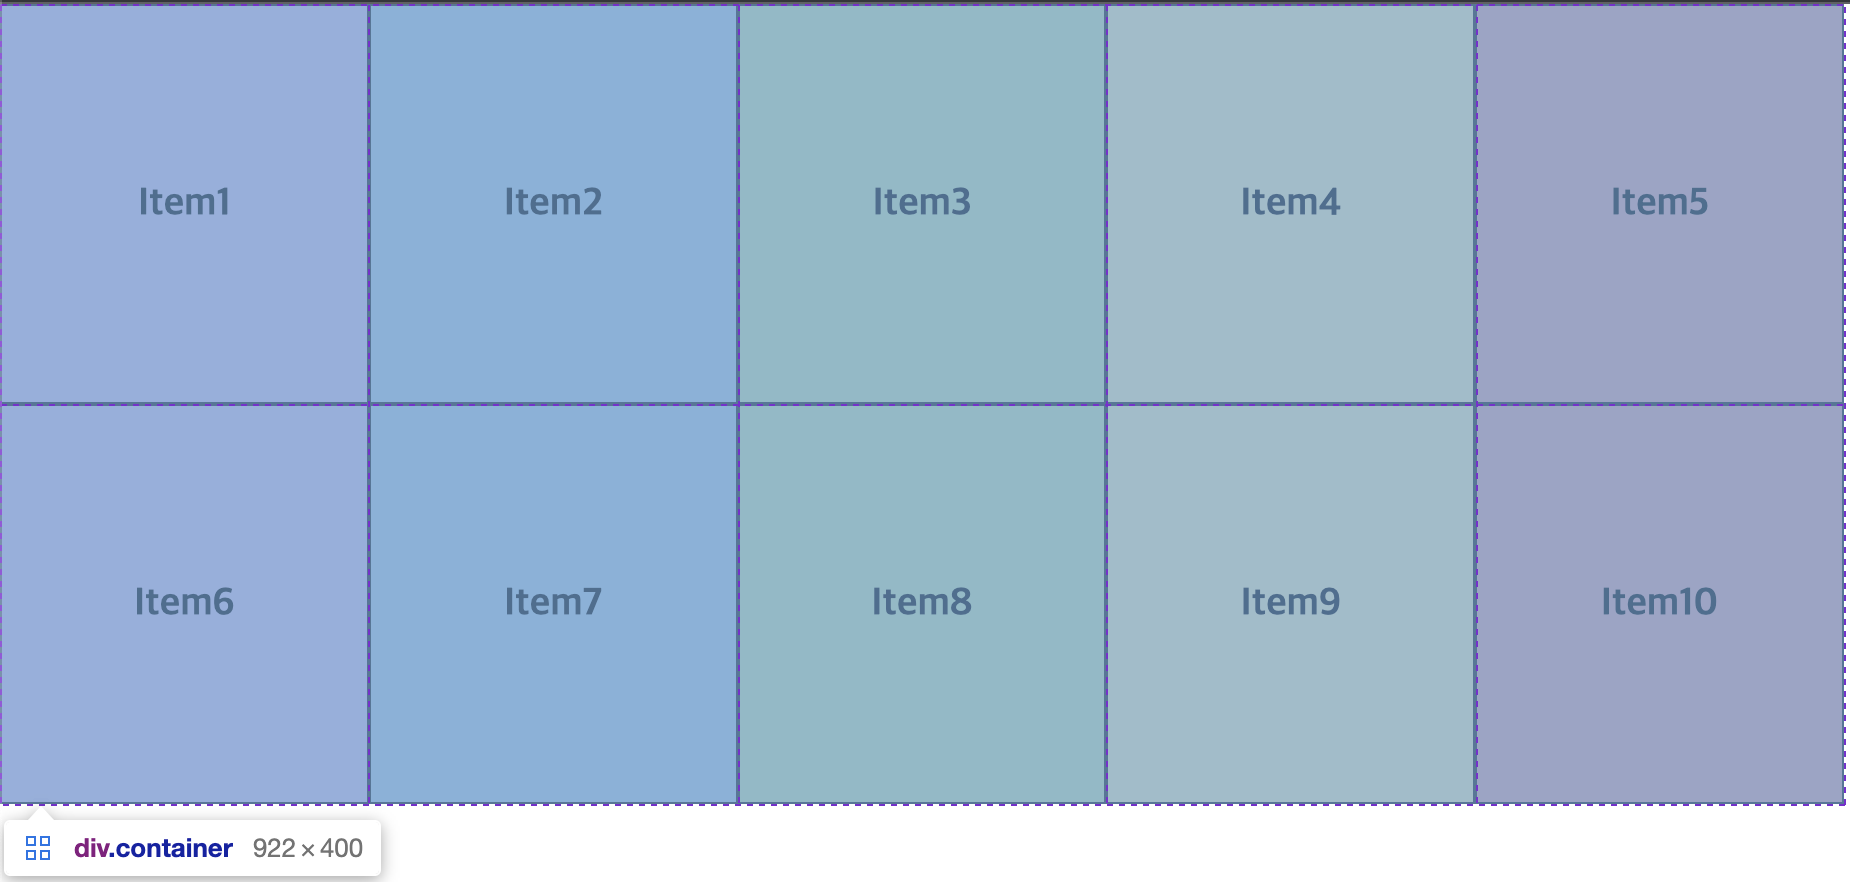 Item1 Item2 Item3 Item4 Item5
Item6 Item7 Item8 Item9 Item10
div.container 922 × 400